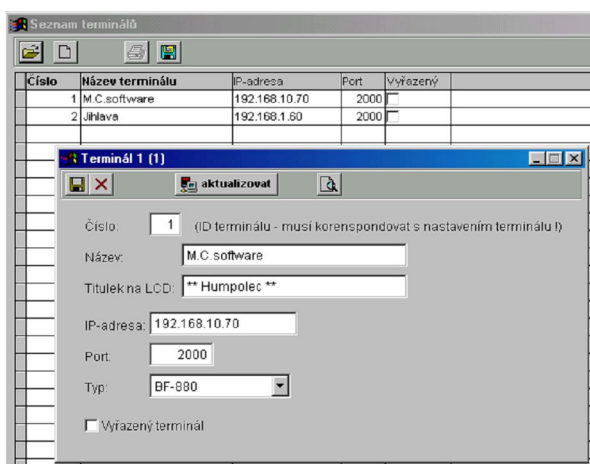 Seznam terminálů
Číslo Název terminálu IP-adresa Port Vyřazený
1 M.C.software 192.168.10.70 2000
2 Jihlava 192.168.1.60 2000
Terminál 1 (1)
aktualizovat
Číslo: 1 (ID terminálu - musí korenspondovat s nastavením terminálu !)
Název: M.C.software
Titulek na LCD: ** Humpolec **
IP-adresa: 192.168.10.70
Port: 2000
Typ: BF-880
Vyřazený terminál